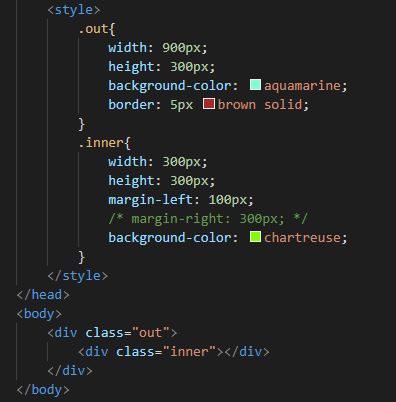 <style>
.out{
width: 900px;
height: 300px;
background-color: aquamarine;
border: 5px brown solid;
}
.inner{
width: 300px;
height: 300px;
margin-left: 100px;
/* margin-right: 300px; */
background-color: chartreuse;
}
</style>
</head>
<body>
<div class="out">
<div class="inner"></div>
</div>
</body>